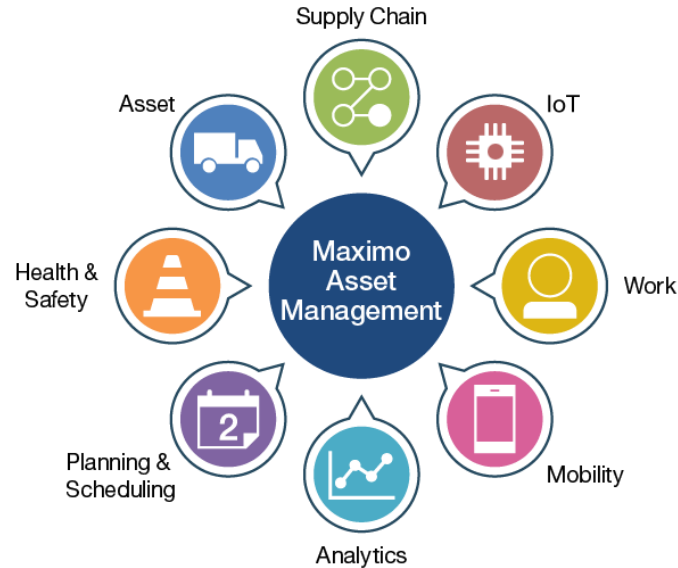 Supply Chain
Asset
IoT
Maximo
Asset
Management
Health &
Safety
Work
2
Planning &
Scheduling
Mobility
Analytics